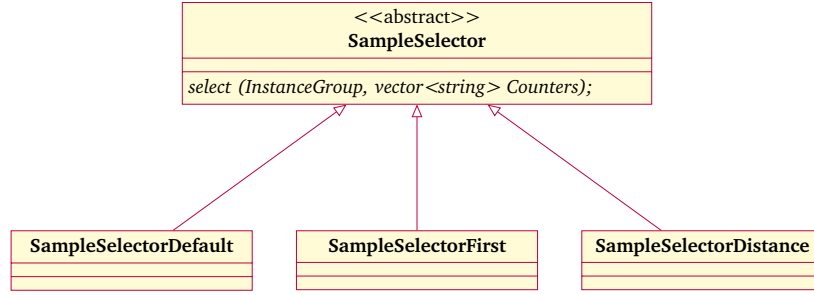 <<abstract>>
SampleSelector
select (InstanceGroup, vector<string> Counters);
SampleSelectorDefault
SampleSelectorFirst
SampleSelectorDistance